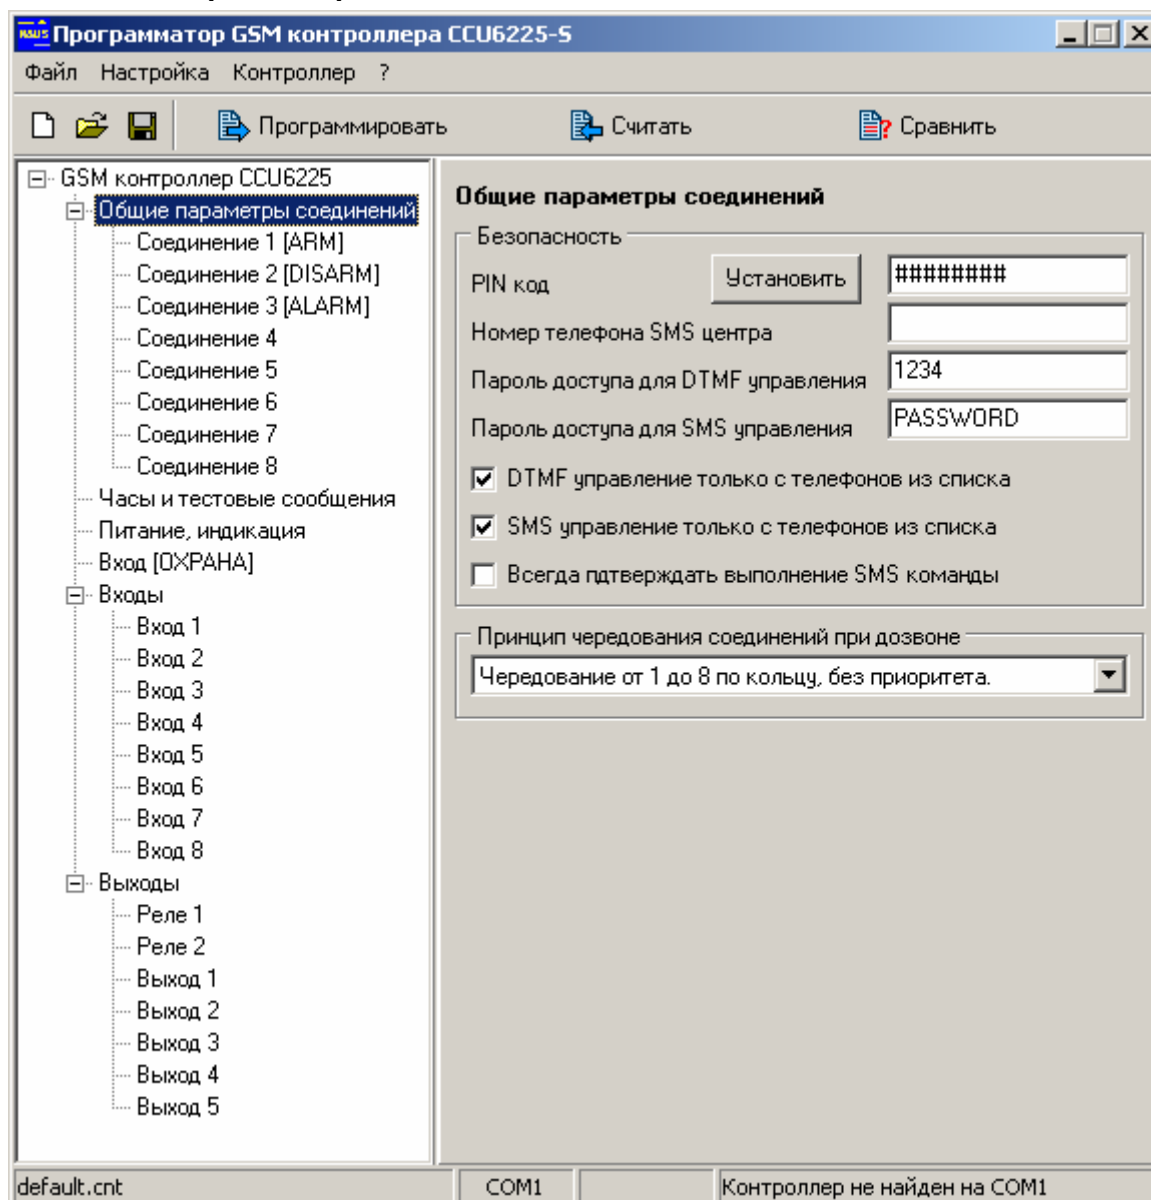 Программатор GSM контроллера CCU6225-S
Файл Настройка Контроллер ?
Программировать Считать Сравнить
GSM контроллер CCU6225
Общие параметры соединений
Соединение 1 [ARM]
Соединение 2 [DISARM]
Соединение 3 [ALARM]
Соединение 4
Соединение 5
Соединение 6
Соединение 7
Соединение 8
Часы и тестовые сообщения
Питание, индикация
Вход [ОХРАНА]
Входы
Вход 1
Вход 2
Вход 3
Вход 4
Вход 5
Вход 6
Вход 7
Вход 8
Выходы
Реле 1
Реле 2
Выход 1
Выход 2
Выход 3
Выход 4
Выход 5
Общие параметры соединений
Безопасность
PIN код Установить ########
Номер телефона SMS центра
Пароль доступа для DTMF управления 1234
Пароль доступа для SMS управления PASSWORD
DTMF управление только с телефонов из списка
SMS управление только с телефонов из списка
Всегда пдтверждать выполнение SMS команды
Принцип чередования соединений при дозвоне
Чередование от 1 до 8 по кольцу, без приоритета.
default.cnt COM1 Контроллер не найден на COM1